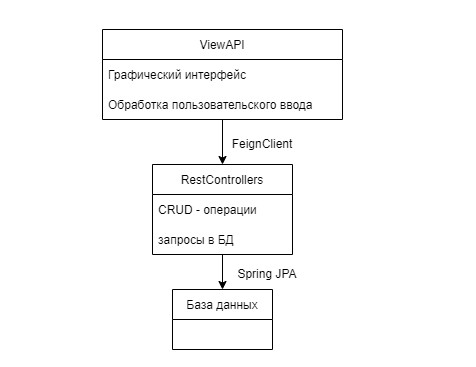 ViewAPI
Графический интерфейс
Обработка пользовательского ввода
FeignClient
RestControllers
CRUD - операции
запросы в БД
Spring JPA
База данных